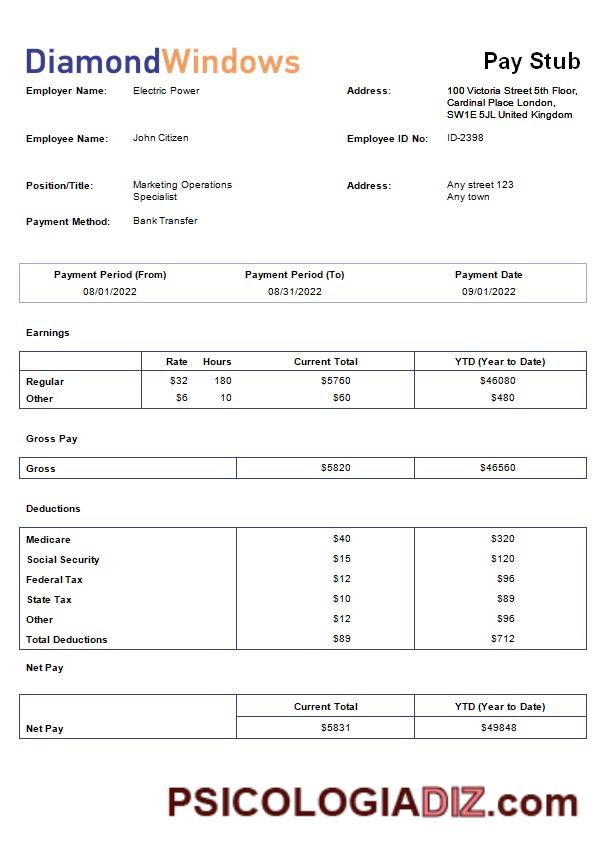 DiamondWindows
Pay Stub
Employer Name: Electric Power Address: 100 Victoria Street 5th Floor,
Cardinal Place London,
SW1E 5JL United Kingdom
Employee Name: John Citizen Employee ID No: ID-2398
Position/Title: Marketing Operations Address: Any street 123
Specialist Any town
Payment Method: Bank Transfer
Payment Period (From) Payment Period (To) Payment Date
08/01/2022 08/31/2022 09/01/2022
Earnings
Rate Hours Current Total YTD (Year to Date)
Regular $32 180 $5760 $46080
Other $6 10 $60 $480
Gross Pay
Gross $5820 $46560
Deductions
Medicare $40 $320
Social Security $15 $120
Federal Tax $12 $96
State Tax $10 $89
Other $12 $96
Total Deductions $89 $712
Net Pay
Current Total YTD (Year to Date)
Net Pay $5831 $49848
PSICOLOGIADIZ.com